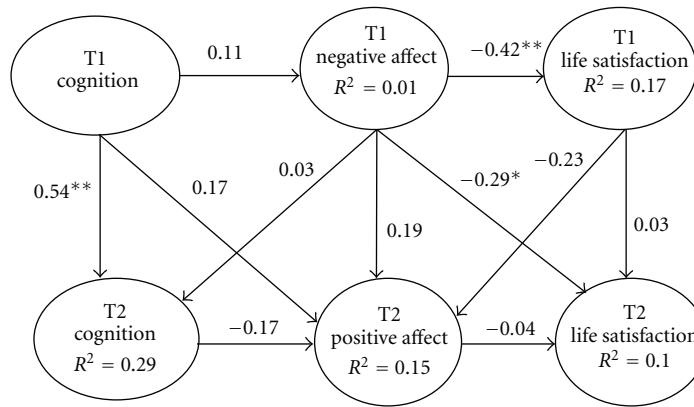 T1
cognition
0.11
T1
negative affect
R² = 0.01
−0.42**
T1
life satisfaction
R² = 0.17
0.54**
0.17
0.03
0.19
−0.29*
−0.23
0.03
T2
cognition
R² = 0.29
−0.17
T2
positive affect
R² = 0.15
−0.04
T2
life satisfaction
R² = 0.1